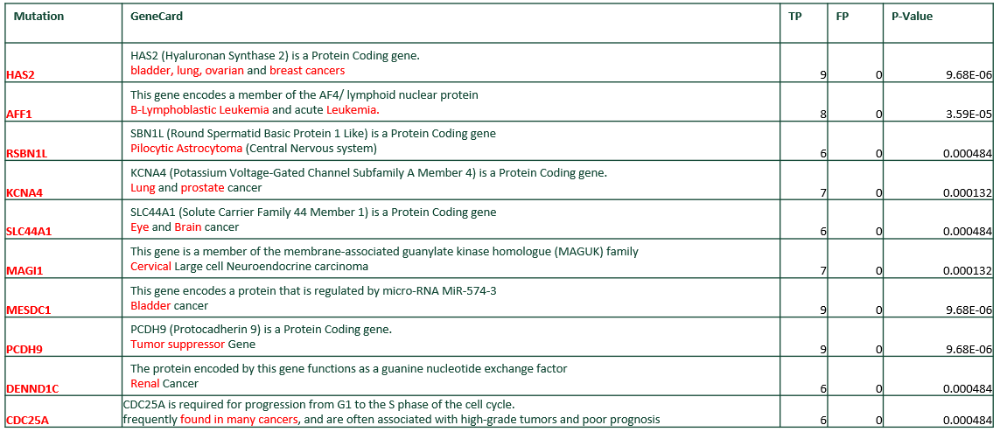 Mutation GeneCard TP FP P-Value
HAS2 (Hyaluronan Synthase 2) is a Protein Coding gene.
bladder, lung, ovarian and breast cancers
HAS2 9 0 9.68E-06
This gene encodes a member of the AF4/ lymphoid nuclear protein
B-Lymphoblastic Leukemia and acute Leukemia.
AFF1 8 0 3.59E-05
SBN1L (Round Spermatid Basic Protein 1 Like) is a Protein Coding gene
Pilocytic Astrocytoma (Central Nervous system)
RSBN1L 6 0 0.000484
KCNA4 (Potassium Voltage-Gated Channel Subfamily A Member 4) is a Protein Coding gene.
Lung and prostate cancer
KCNA4 7 0 0.000132
SLC44A1 (Solute Carrier Family 44 Member 1) is a Protein Coding gene
Eye and Brain cancer
SLC44A1 6 0 0.000484
This gene is a member of the membrane-associated guanylate kinase homologue (MAGUK) family
Cervical Large cell Neuroendocrine carcinoma
MAGI1 7 0 0.000132
This gene encodes a protein that is regulated by micro-RNA MiR-574-3
Bladder cancer
MESDC1 9 0 9.68E-06
PCDH9 (Protocadherin 9) is a Protein Coding gene.
Tumor suppressor Gene
PCDH9 9 0 9.68E-06
The protein encoded by this gene functions as a guanine nucleotide exchange factor
Renal Cancer
DENND1C 6 0 0.000484
CDC25A is required for progression from G1 to the S phase of the cell cycle.
frequently found in many cancers, and are often associated with high-grade tumors and poor prognosis
CDC25A 6 0 0.000484